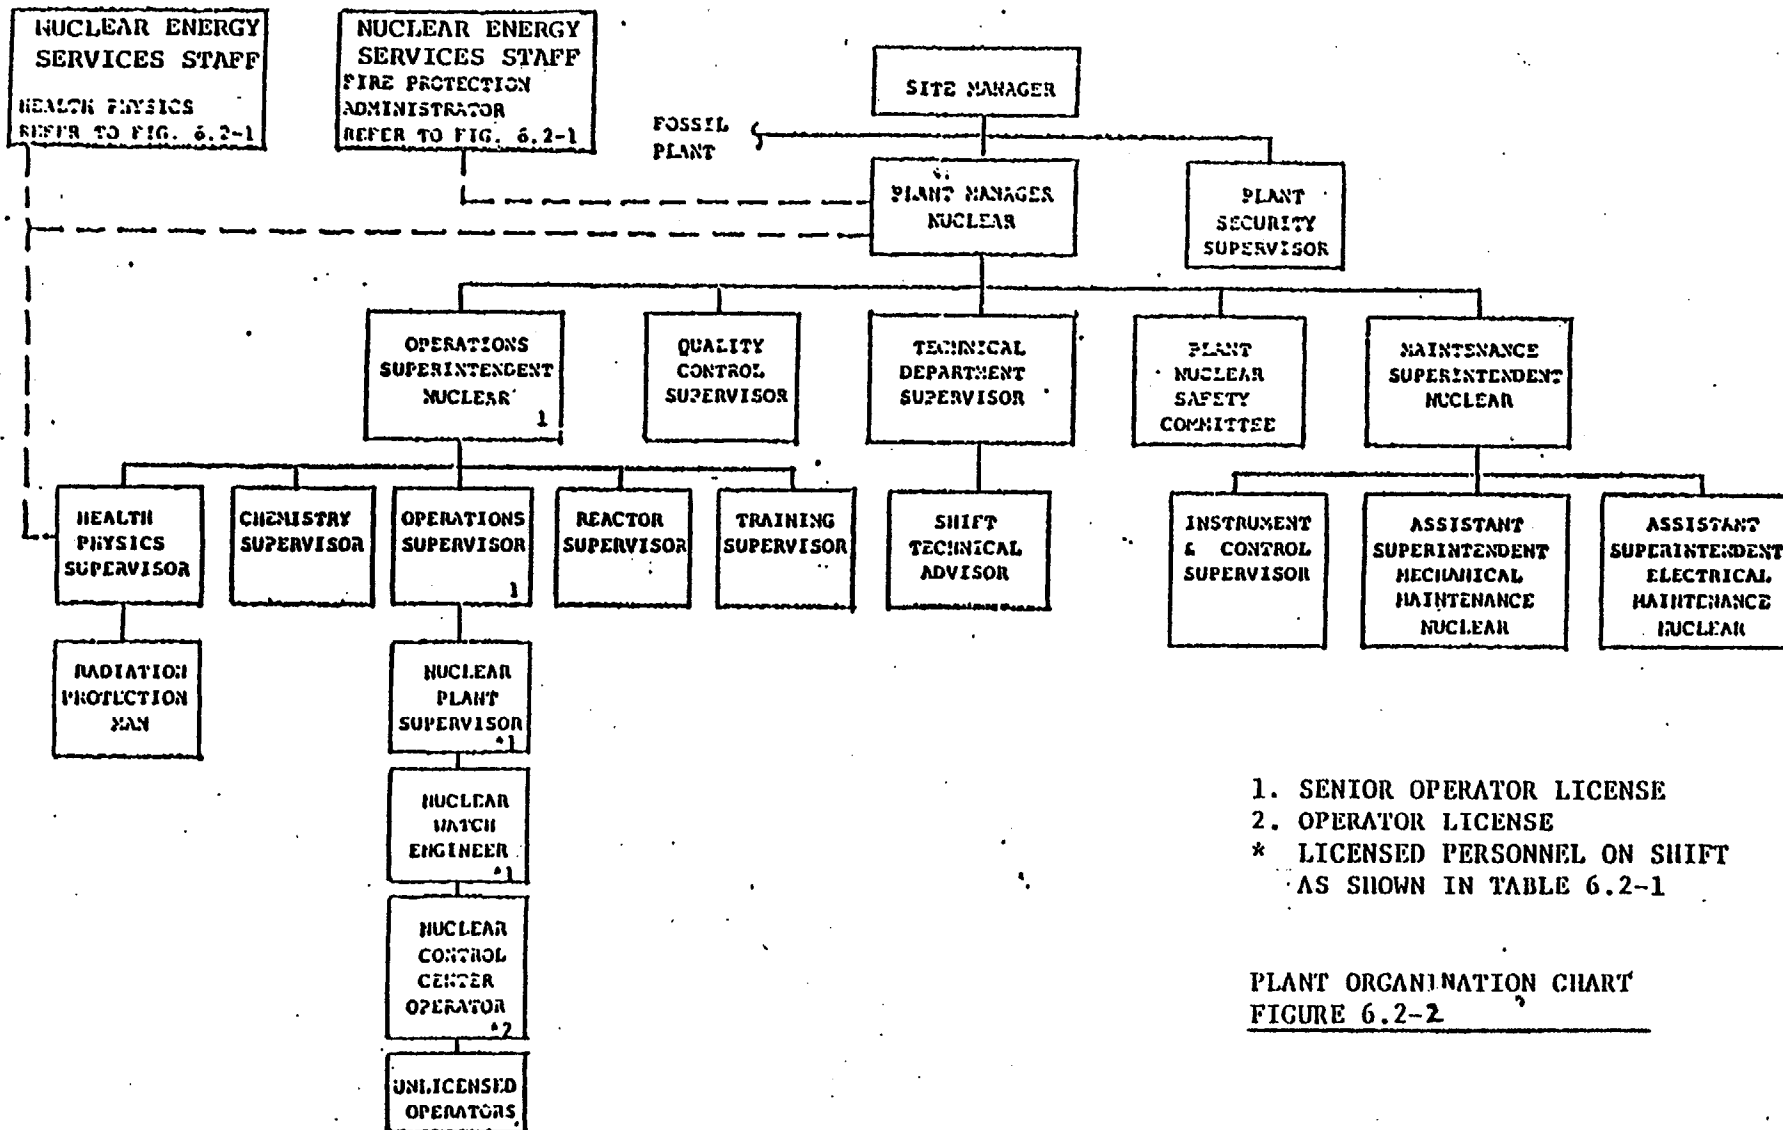 NUCLEAR ENERGY
SERVICES STAFF
HEALTH PHYSICS
REFER TO FIG. 6.2-1
NUCLEAR ENERGY
SERVICES STAFF
FIRE PROTECTION
ADMINISTRATOR
REFER TO FIG. 6.2-1
SITE MANAGER
FOSSIL
PLANT
PLANT MANAGER
NUCLEAR
PLANT
SECURITY
SUPERVISOR
OPERATIONS
SUPERINTENDENT
NUCLEAR
1
QUALITY
CONTROL
SUPERVISOR
TECHNICAL
DEPARTMENT
SUPERVISOR
PLANT
NUCLEAR
SAFETY
COMMITTEE
MAINTENANCE
SUPERINTENDENT
NUCLEAR
HEALTH
PHYSICS
SUPERVISOR
CHEMISTRY
SUPERVISOR
OPERATIONS
SUPERVISOR
1
REACTOR
SUPERVISOR
TRAINING
SUPERVISOR
SHIFT
TECHNICAL
ADVISOR
INSTRUMENT
& CONTROL
SUPERVISOR
ASSISTANT
SUPERINTENDENT
MECHANICAL
MAINTENANCE
NUCLEAR
ASSISTANT
SUPERINTENDENT
ELECTRICAL
MAINTENANCE
NUCLEAR
RADIATION
PROTECTION
MAN
NUCLEAR
PLANT
SUPERVISOR
*1
NUCLEAR
WATCH
ENGINEER
*1
NUCLEAR
CONTROL
CENTER
OPERATOR
*2
UNLICENSED
OPERATORS
1. SENIOR OPERATOR LICENSE
2. OPERATOR LICENSE
* LICENSED PERSONNEL ON SHIFT
AS SHOWN IN TABLE 6.2-1
PLANT ORGANINATION CHART
FIGURE 6.2-2